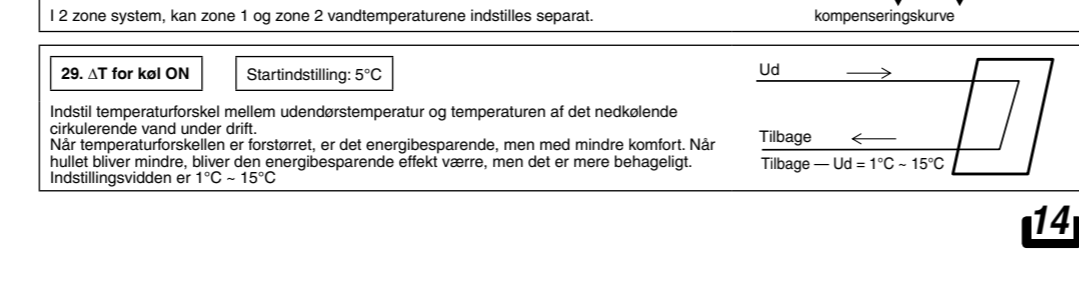 I 2 zone system, kan zone 1 og zone 2 vandtemperaturene indstilles separat.
kompenseringskurve
29. ΔT for køl ON
Startindstilling: 5°C
Indstil temperaturforskel mellem udendørstemperatur og temperaturen af det nedkølende
cirkulerende vand under drift.
Når temperaturforskellen er forstørret, er det energibesparende, men med mindre komfort. Når
hullet bliver mindre, bliver den energibesparende effekt værre, men det er mere behageligt.
Indstillingsvidden er 1°C ~ 15°C
Ud
Tilbage
Tilbage — Ud = 1°C ~ 15°C
14